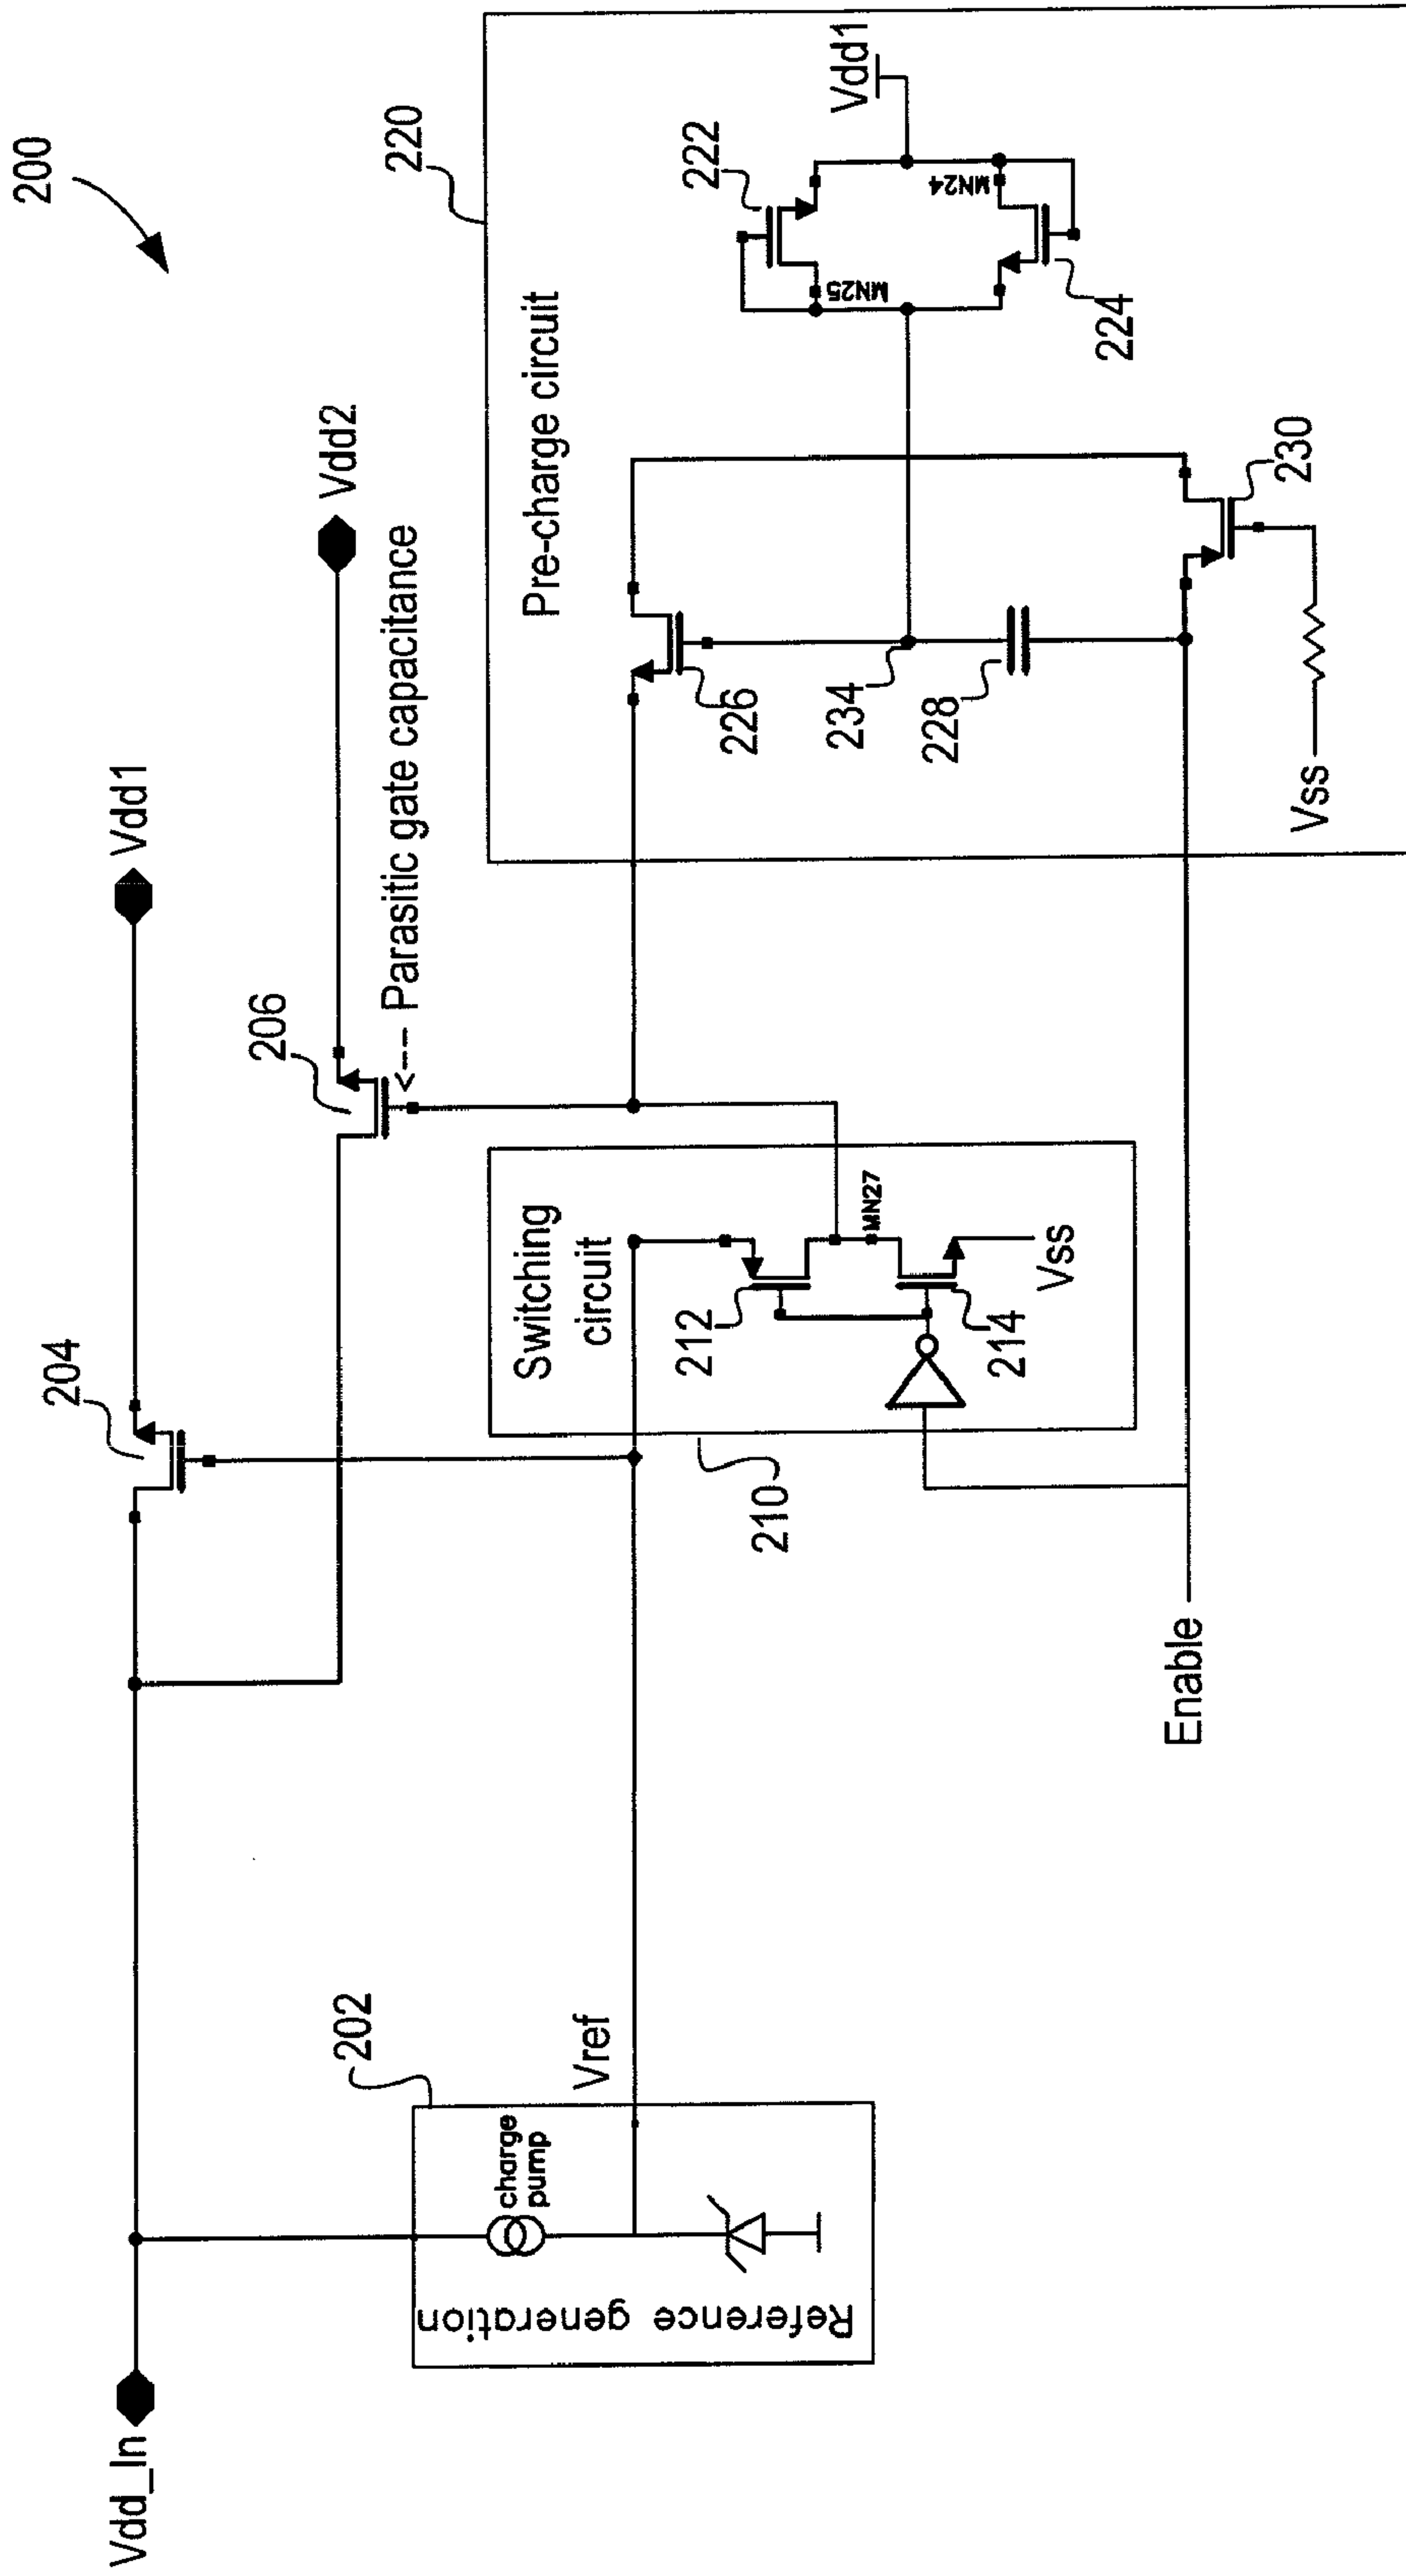 200
Vdd_In
204
Vdd1
206
Vdd2
<--- Parasitic gate capacitance
202
charge
pump
Reference generation
Vref
210
Switching
circuit
212
214
MN27
Vss
Enable
220
Pre-charge circuit
222
MN25
MN24
Vdd1
224
226
234
228
230
Vss